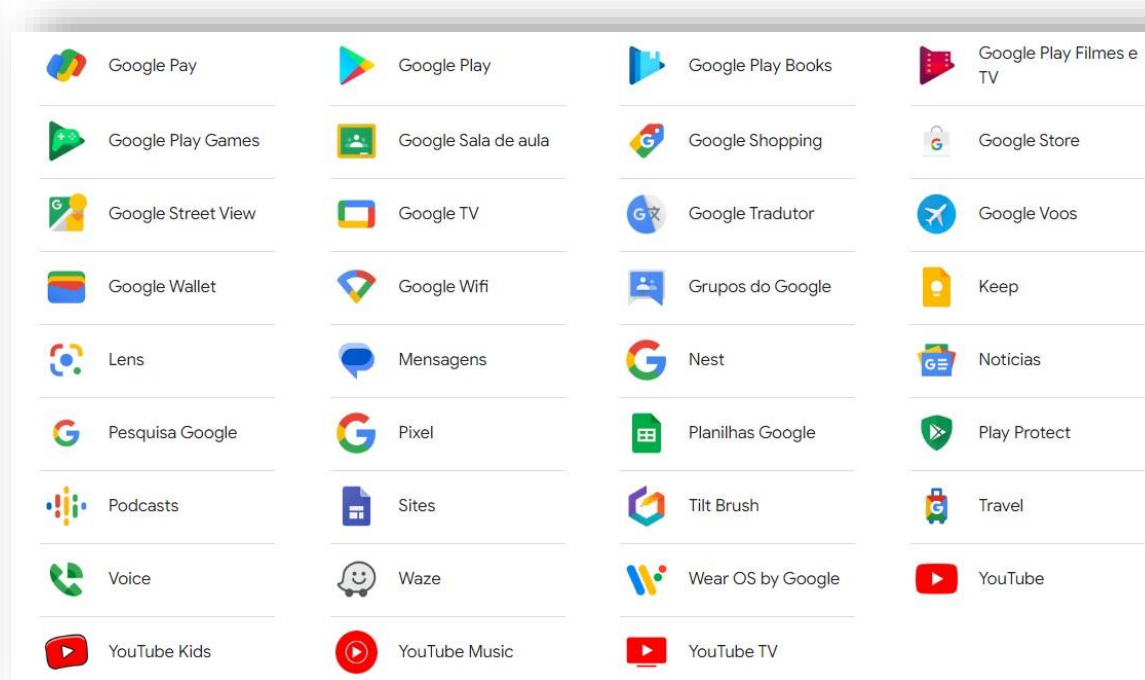 Google Pay
Google Play
Google Play Books
Google Play Filmes e
TV
Google Play Games
Google Sala de aula
Google Shopping
Google Store
Google Street View
Google TV
Google Tradutor
Google Voos
Google Wallet
Google Wifi
Grupos do Google
Keep
Lens
Mensagens
Nest
Notícias
Pesquisa Google
Pixel
Planilhas Google
Play Protect
Podcasts
Sites
Tilt Brush
Travel
Voice
Waze
Wear OS by Google
YouTube
YouTube Kids
YouTube Music
YouTube TV